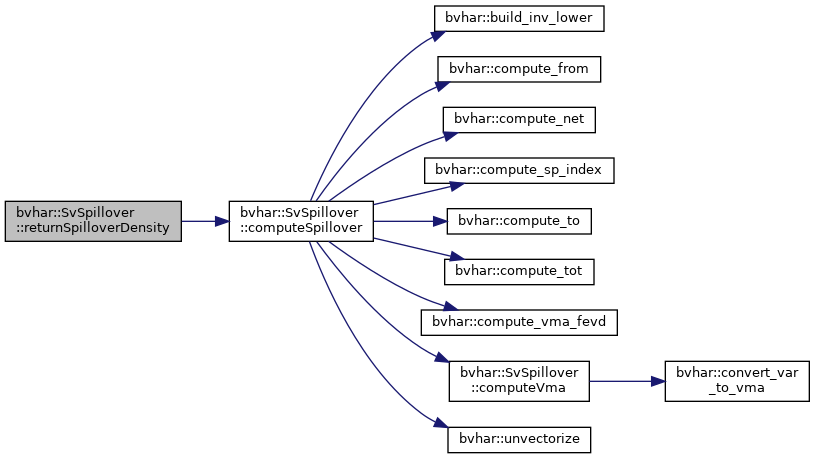 bvhar::SvSpillover
::returnSpilloverDensity
bvhar::SvSpillover
::computeSpillover
bvhar::build_inv_lower
bvhar::compute_from
bvhar::compute_net
bvhar::compute_sp_index
bvhar::compute_to
bvhar::compute_tot
bvhar::compute_vma_fevd
bvhar::SvSpillover
::computeVma
bvhar::convert_var
_to_vma
bvhar::unvectorize